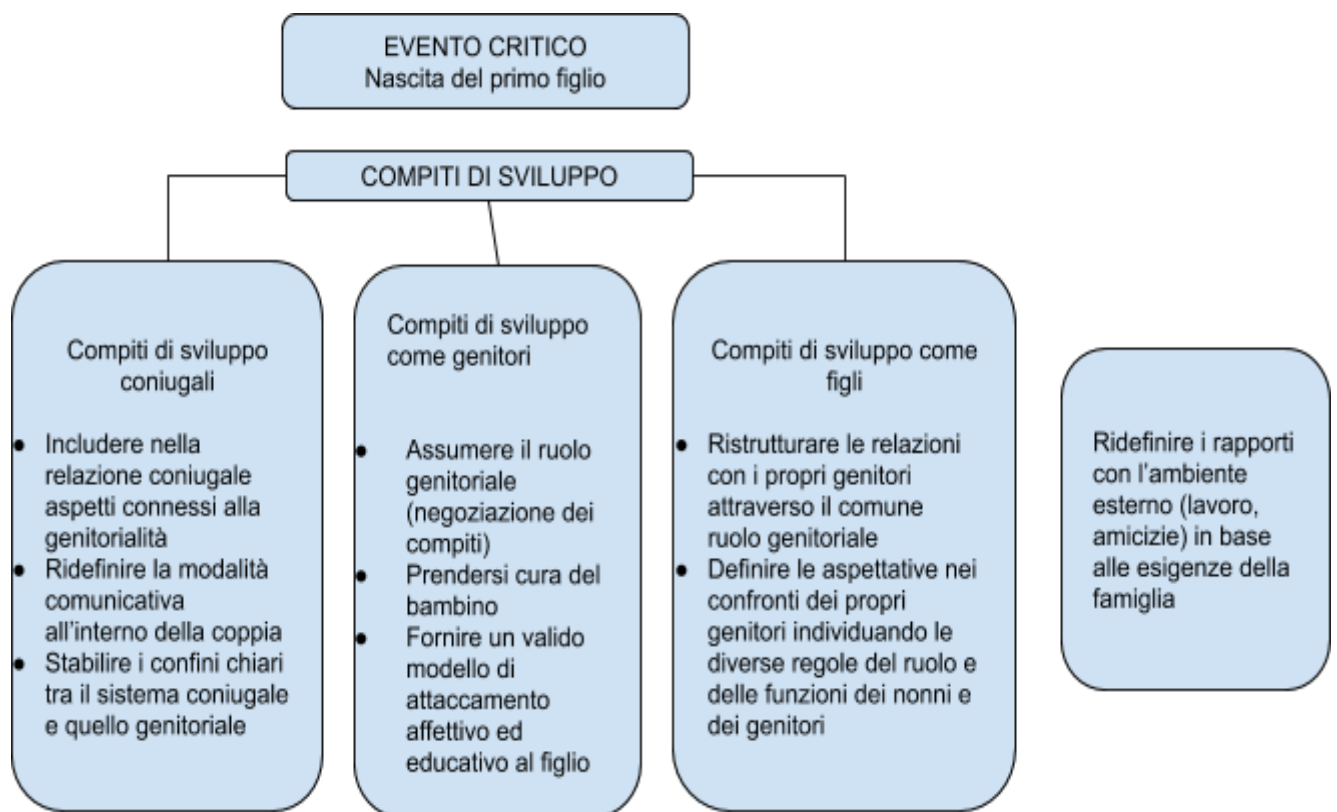 EVENTO CRITICO
Nascita del primo figlio
COMPITI DI SVILUPPO
Compiti di sviluppo
coniugali
● Includere nella
relazione coniugale
aspetti connessi alla
genitorialità
● Ridefinire la modalità
comunicativa
all'interno della coppia
● Stabilire i confini chiari
tra il sistema coniugale
e quello genitoriale
Compiti di sviluppo
come genitori
● Assumere il ruolo
genitoriale
(negoziazione dei
compiti)
● Prendersi cura del
bambino
● Fornire un valido
modello di
attaccamento
affettivo ed
educativo al figlio
Compiti di sviluppo come
figli
● Ristrutturare le relazioni
con i propri genitori
attraverso il comune
ruolo genitoriale
● Definire le aspettative nei
confronti dei propri
genitori individuando le
diverse regole del ruolo e
delle funzioni dei nonni e
dei genitori
Ridefinire i rapporti
con l'ambiente
esterno (lavoro,
amicizie) in base
alle esigenze della
famiglia